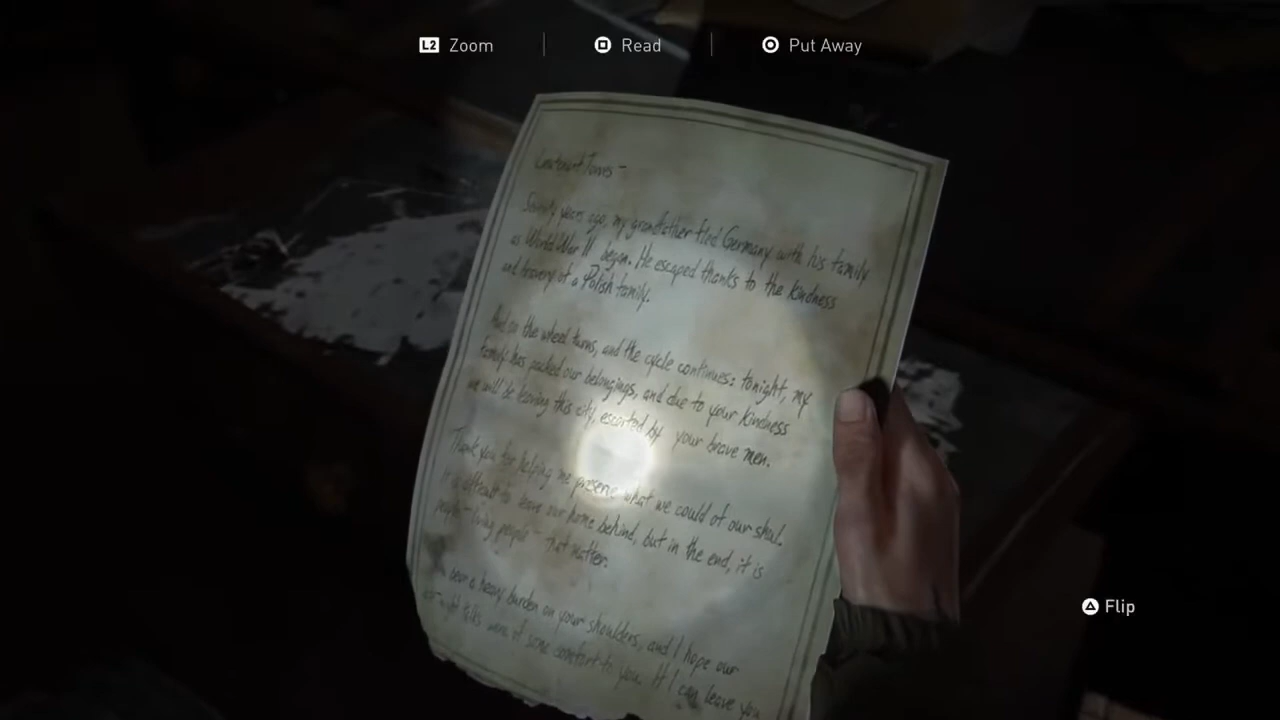 L2 Zoom
Read
Put Away
Lieutenant Torres -
Seventy years ago, my grandfather fled Germany with his family
as World War II began. He escaped thanks to the kindness
and bravery of a Polish family.
And so the wheel turns, and the cycle continues: tonight, my
family has packed our belongings, and due to your kindness
we will be leaving this city, escorted by your brave men.
Thank you for helping me preserve what we could of our shul.
It is difficult to leave our home behind, but in the end, it is
people - living people - that matter.
bear a heavy burden on your shoulders, and I hope our
talks were of some comfort to you. If I can leave you
Flip